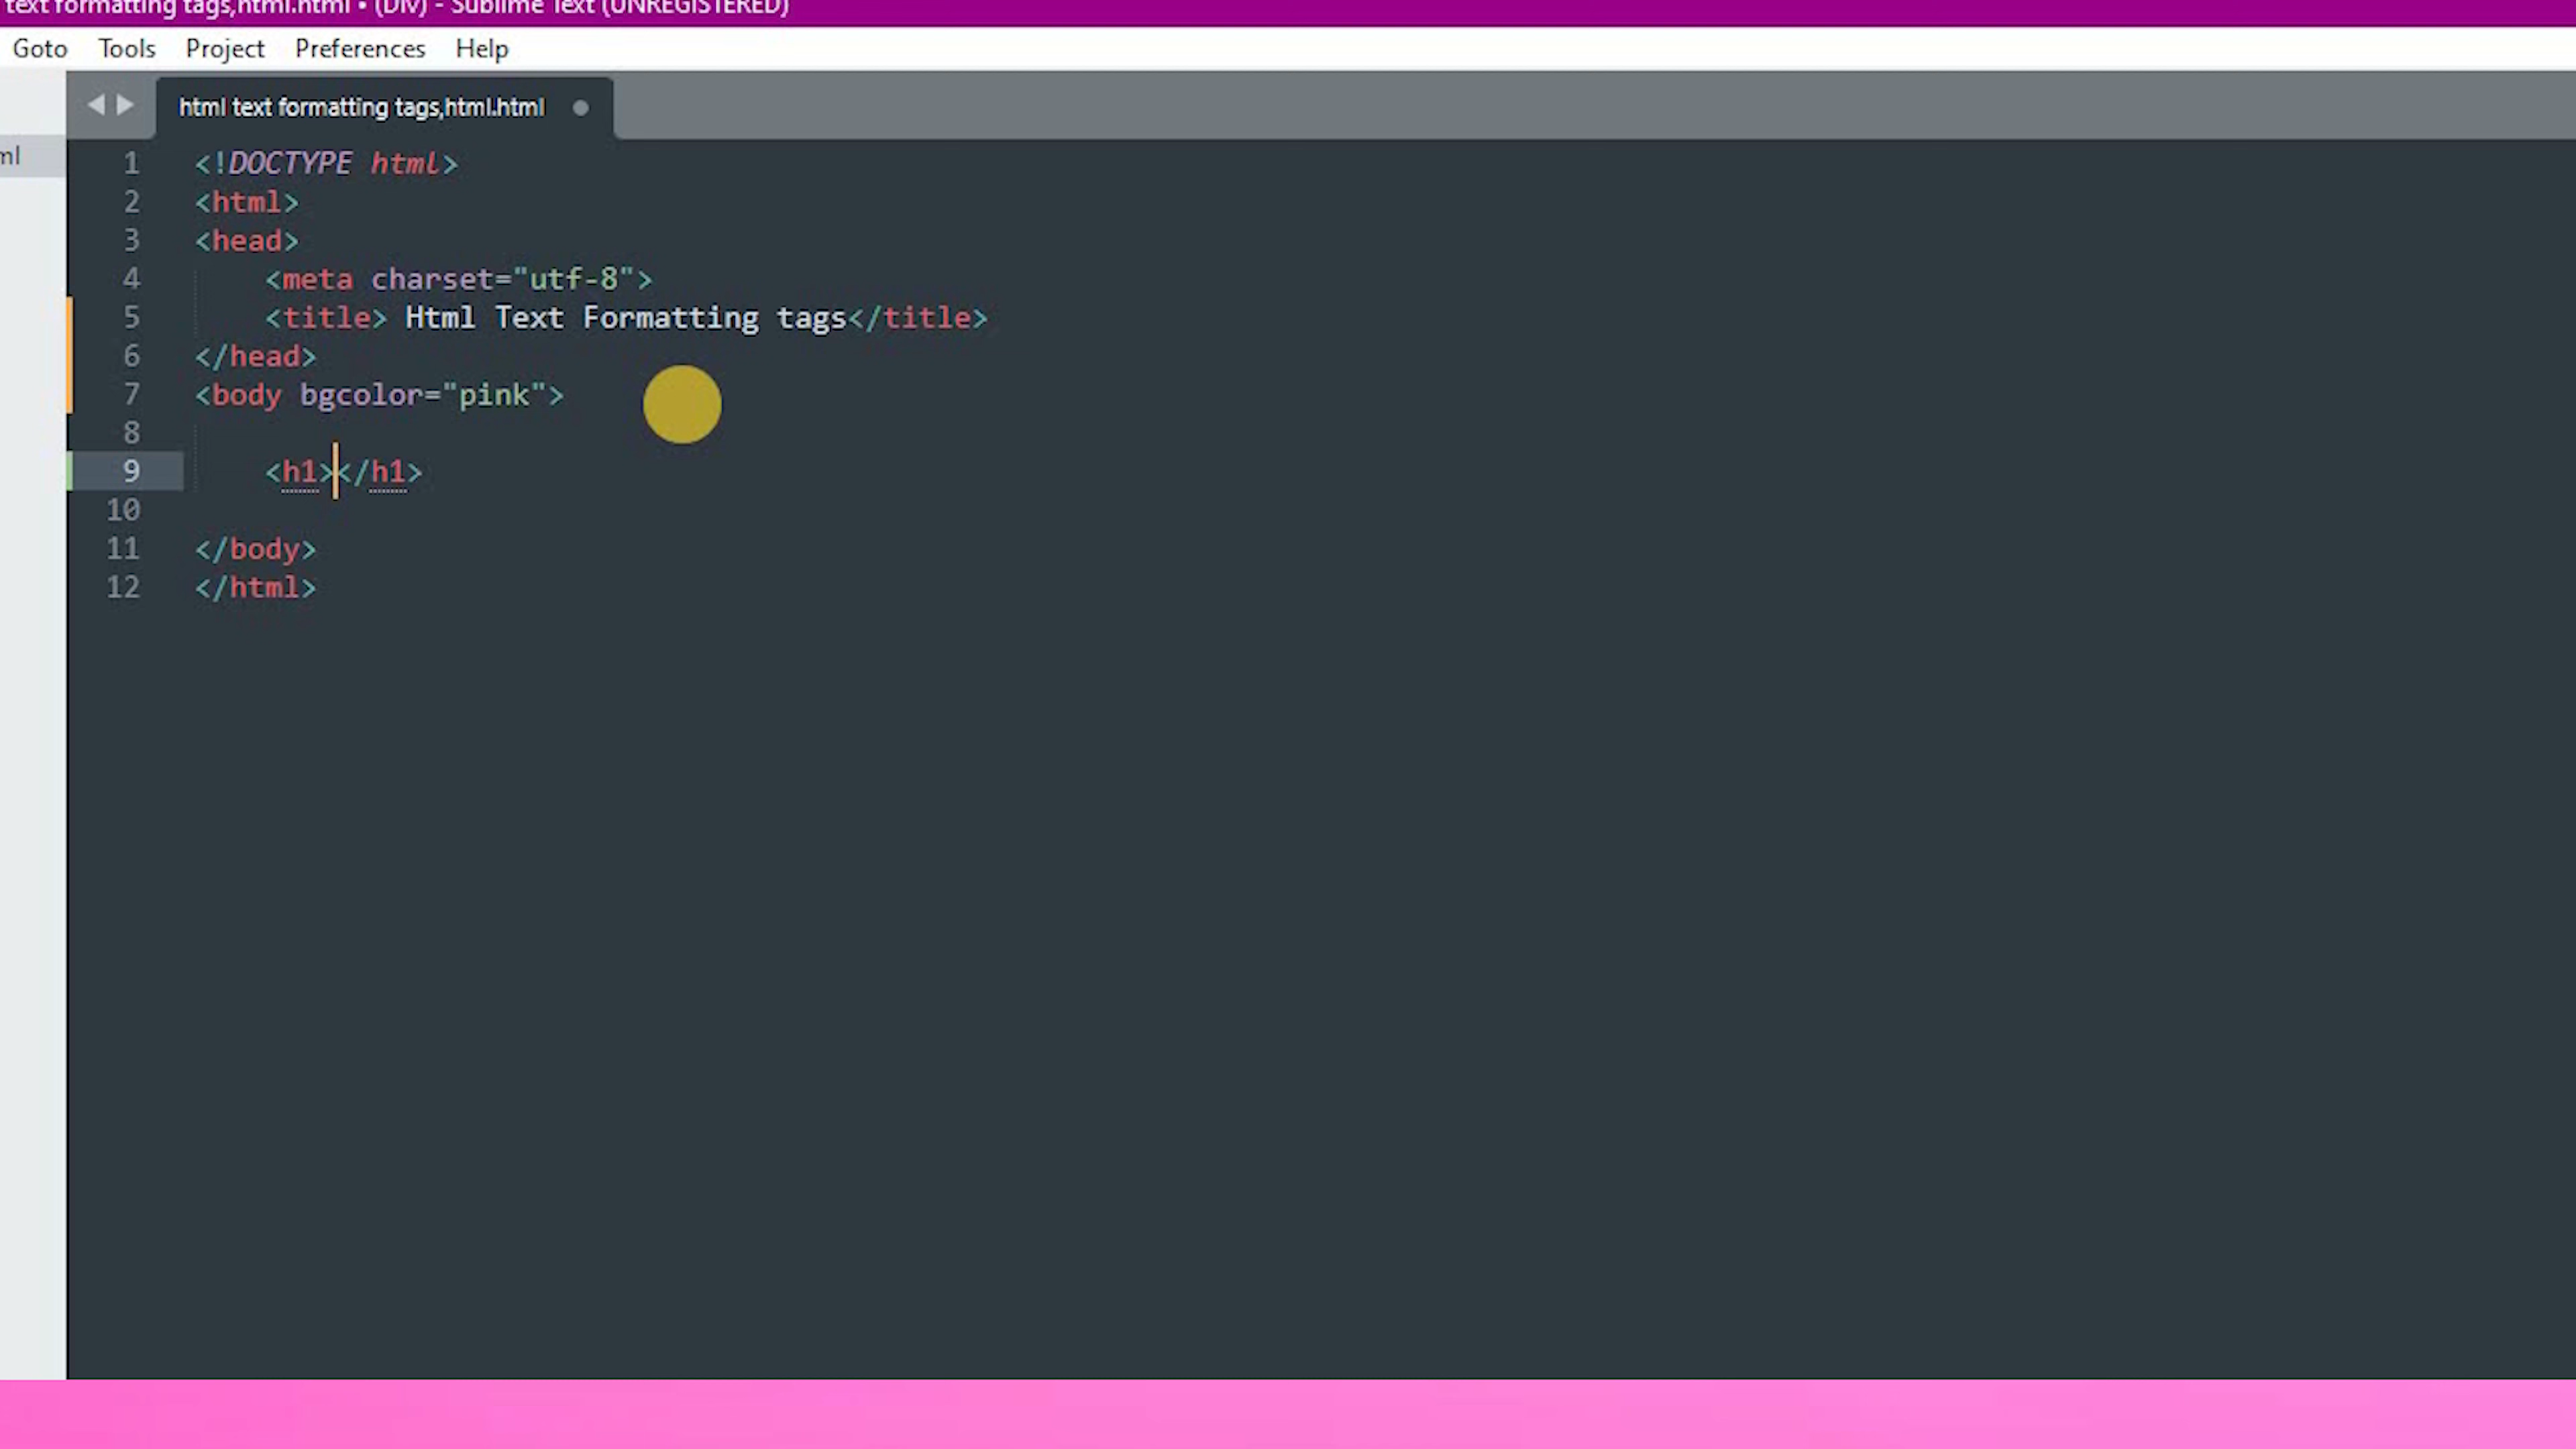 text formatting tags,html.html • (Div) - Sublime Text (UNREGISTERED)
Goto Tools Project Preferences Help
html text formatting tags,html.html
ml
1 <!DOCTYPE html>
2 <html>
3 <head>
4 <meta charset="utf-8">
5 <title> Html Text Formatting tags</title>
6 </head>
7 <body bgcolor="pink">
8
9 <h1></h1>
10
11 </body>
12 </html>